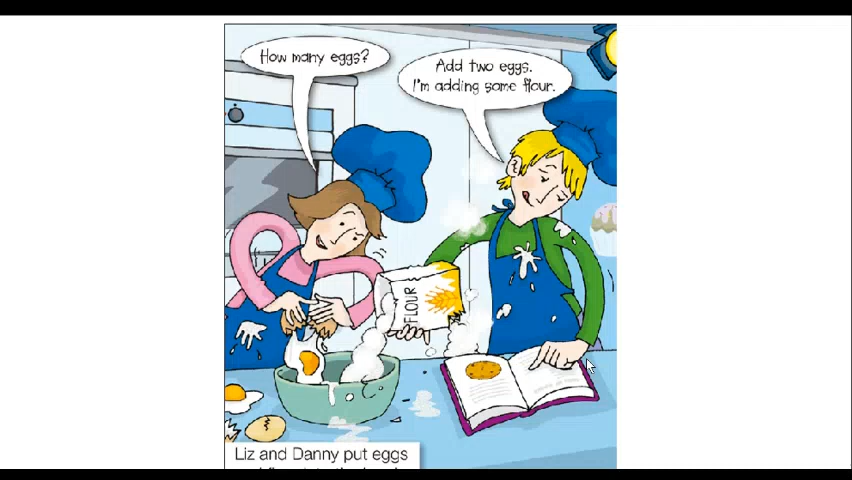 How many eggs?
Add two eggs.
I'm adding some flour.
FLOUR
Liz and Danny put eggs